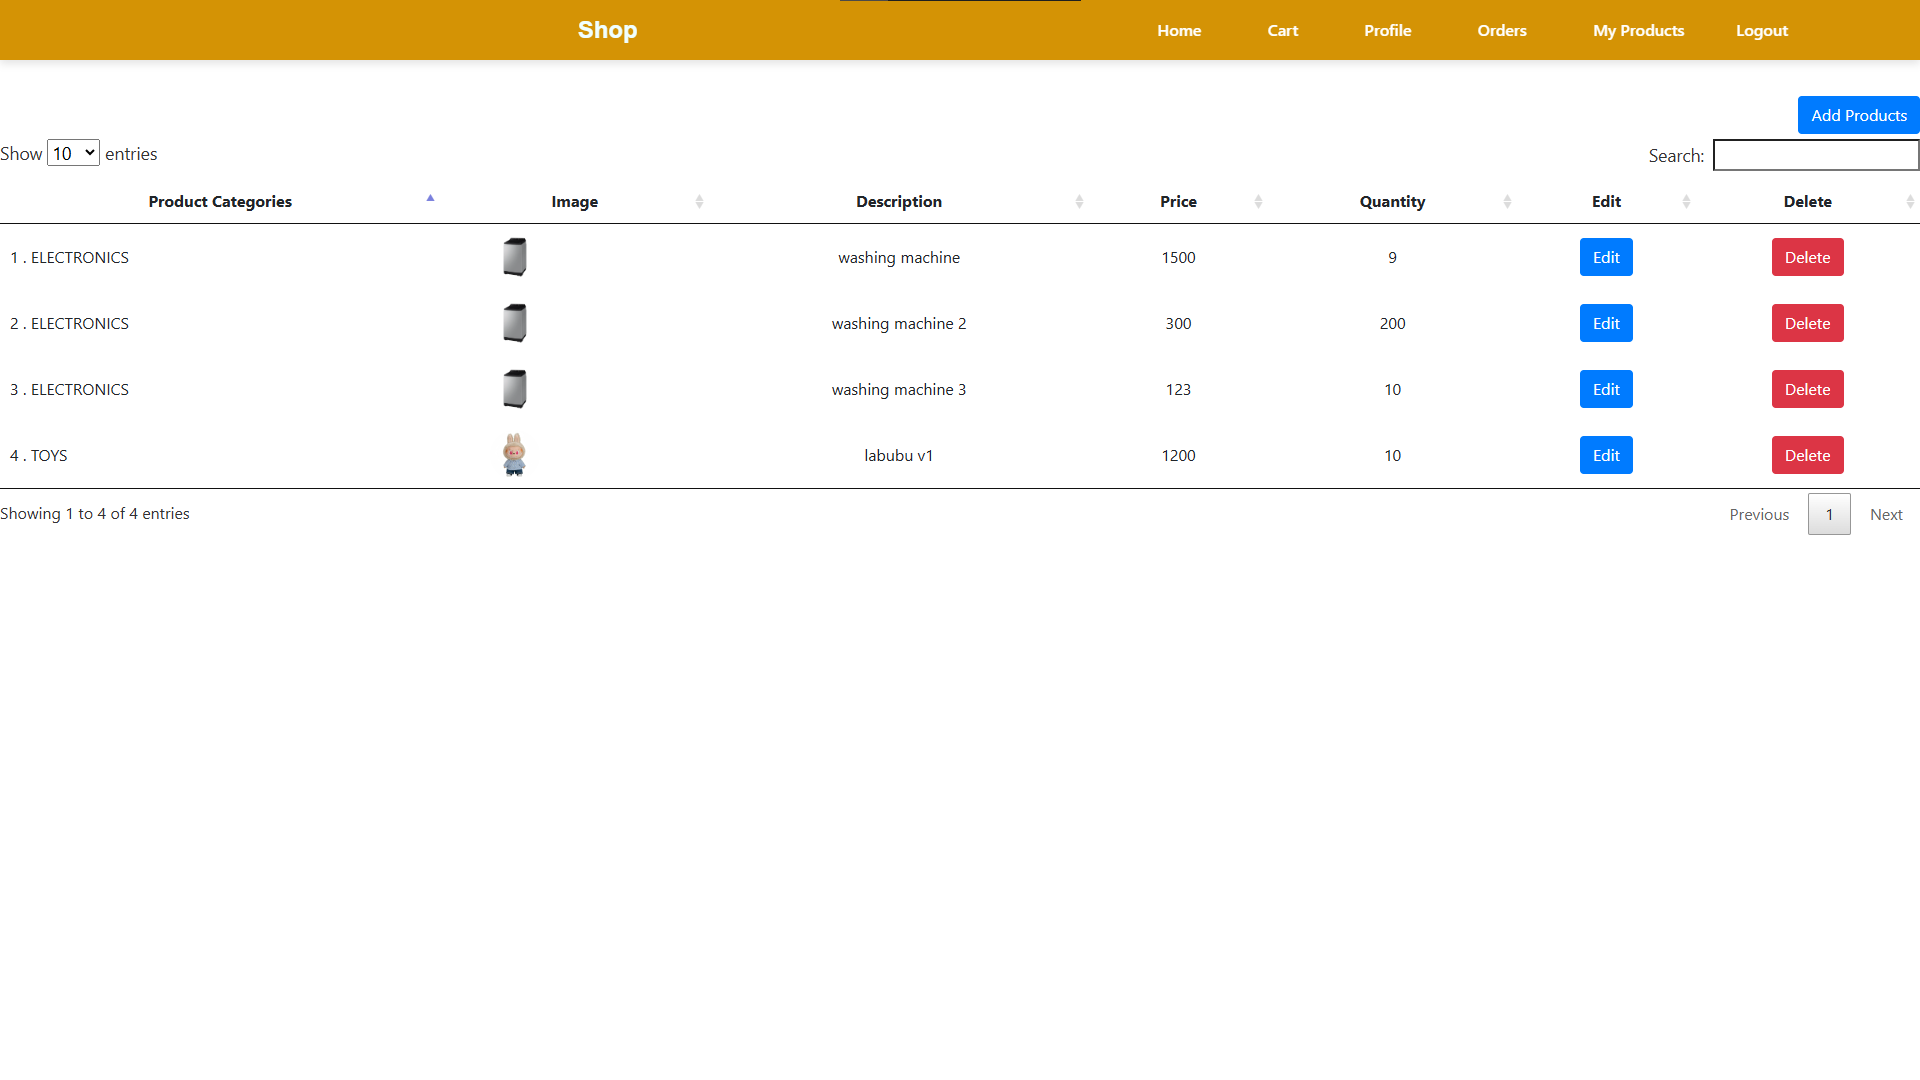 Shop Home Cart Profile Orders My Products Logout
Add Products
Show 10 entries Search:
Product Categories Image Description Price Quantity Edit Delete
1 . ELECTRONICS washing machine 1500 9 Edit Delete
2 . ELECTRONICS washing machine 2 300 200 Edit Delete
3 . ELECTRONICS washing machine 3 123 10 Edit Delete
4 . TOYS labubu v1 1200 10 Edit Delete
Showing 1 to 4 of 4 entries Previous 1 Next